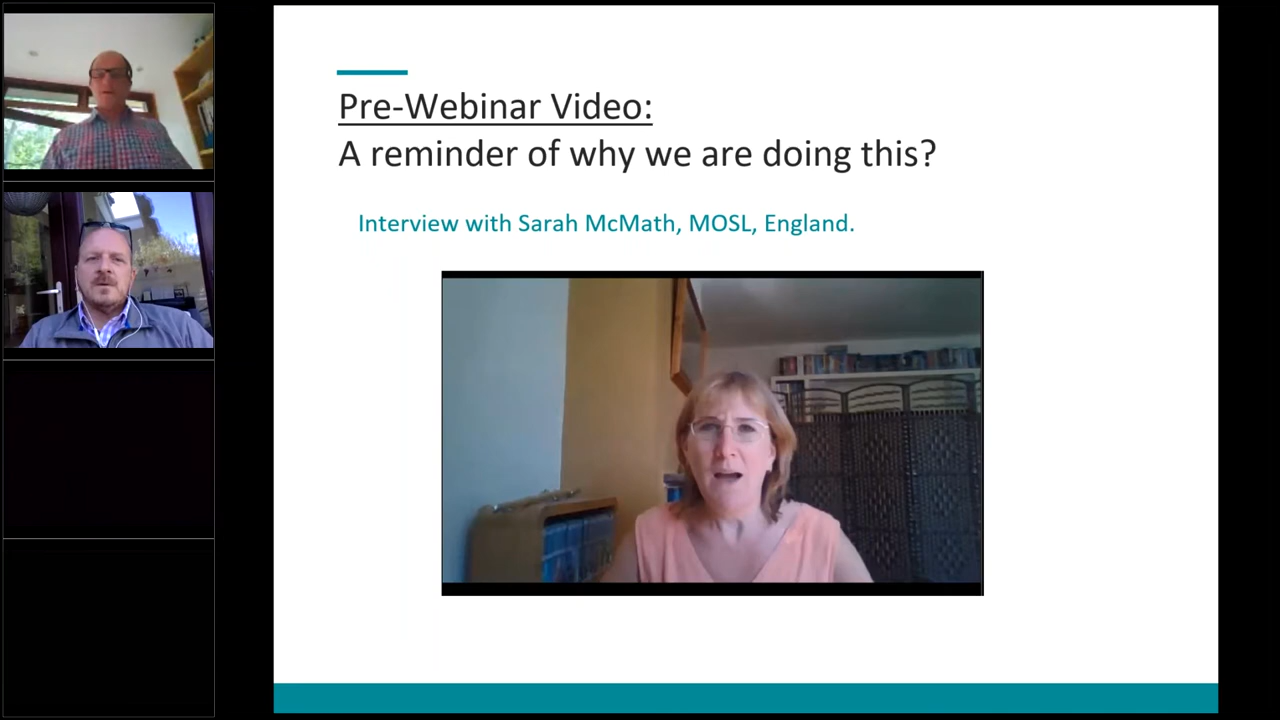 Pre-Webinar Video:
A reminder of why we are doing this?
Interview with Sarah McMath, MOSL, England.